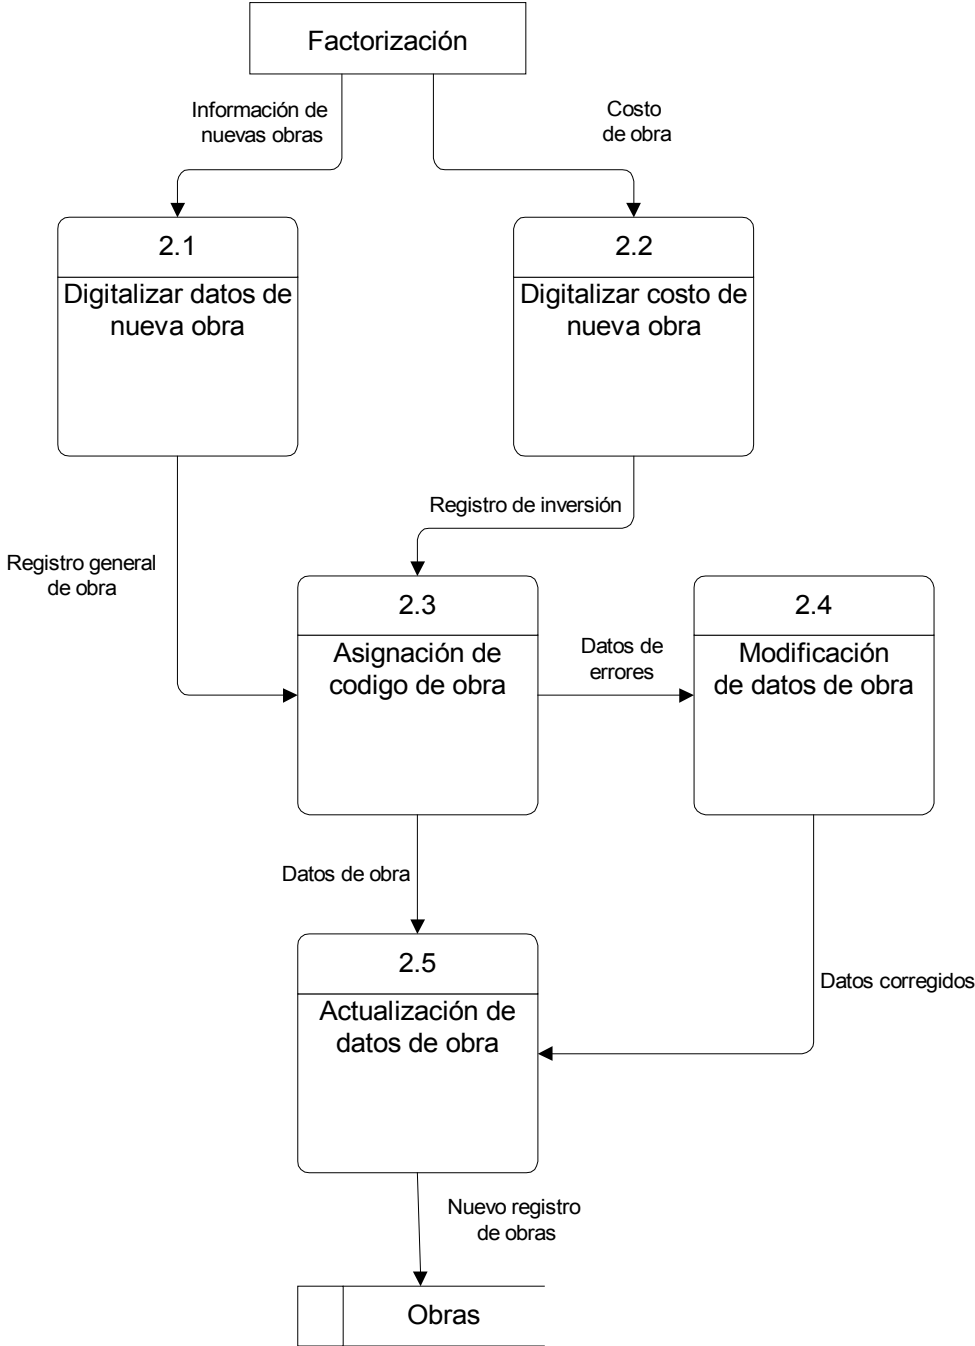 Factorización
Información de
nuevas obras
Costo
de obra
2.1
Digitalizar datos de
nueva obra
2.2
Digitalizar costo de
nueva obra
Registro de inversión
Registro general
de obra
2.3
Asignación de
codigo de obra
Datos de
errores
2.4
Modificación
de datos de obra
Datos de obra
2.5
Actualización de
datos de obra
Datos corregidos
Nuevo registro
de obras
Obras